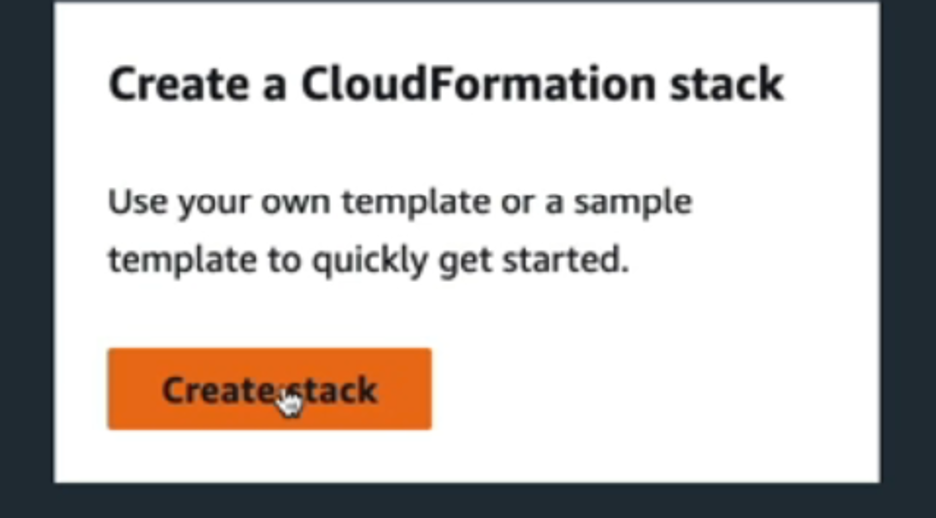 Create a CloudFormation stack
Use your own template or a sample
template to quickly get started.
Create stack